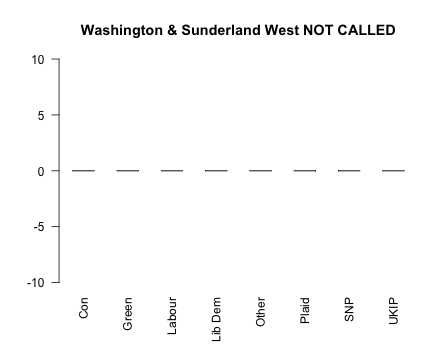 Washington & Sunderland West NOT CALLED
10
5
0
-5
-10
Con
Green
Labour
Lib Dem
Other
Plaid
SNP
UKIP